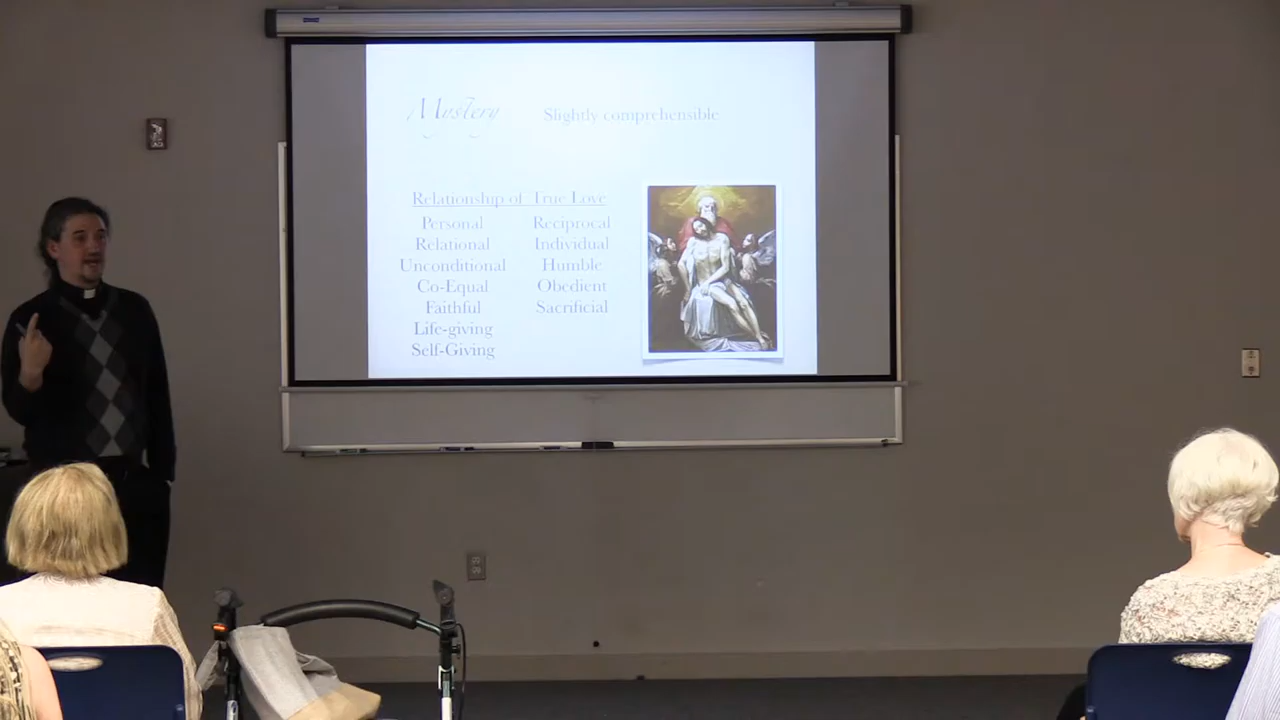 Mystery
Slightly comprehensible
Relationship of True Love
Personal
Relational
Unconditional
Co-Equal
Faithful
Life-giving
Self-Giving
Reciprocal
Individual
Humble
Obedient
Sacrificial